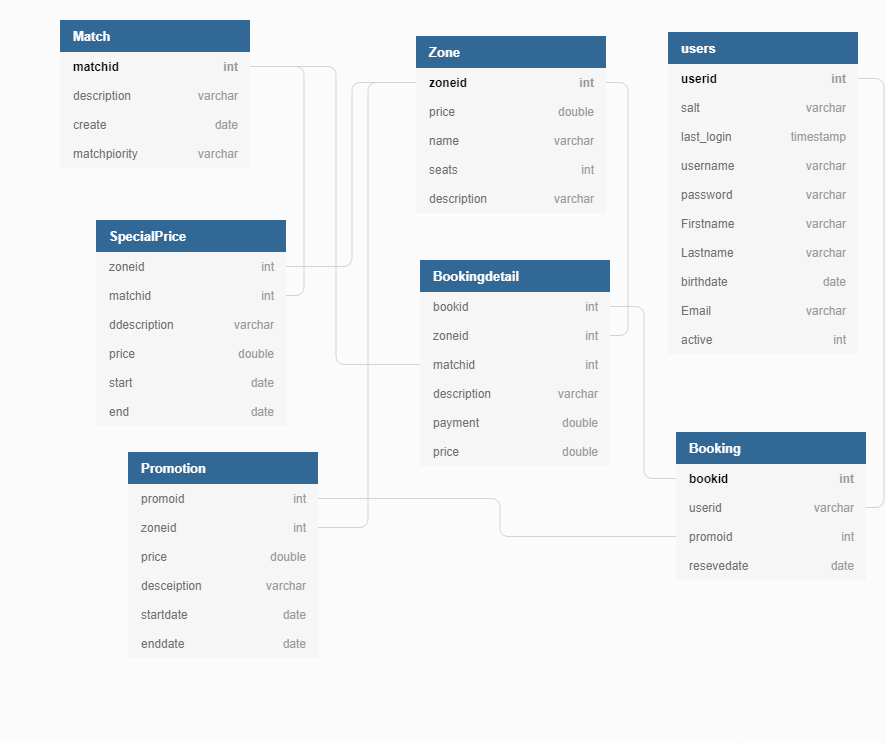 Match
matchid int
description varchar
create date
matchpiority varchar
SpecialPrice
zoneid int
matchid int
ddescription varchar
price double
start date
end date
Promotion
promoid int
zoneid int
price double
desceiption varchar
startdate date
enddate date
Zone
zoneid int
price double
name varchar
seats int
description varchar
Bookingdetail
bookid int
zoneid int
matchid int
description varchar
payment double
price double
users
userid int
salt varchar
last_login timestamp
username varchar
password varchar
Firstname varchar
Lastname varchar
birthdate date
Email varchar
active int
Booking
bookid int
userid varchar
promoid int
resevedate date